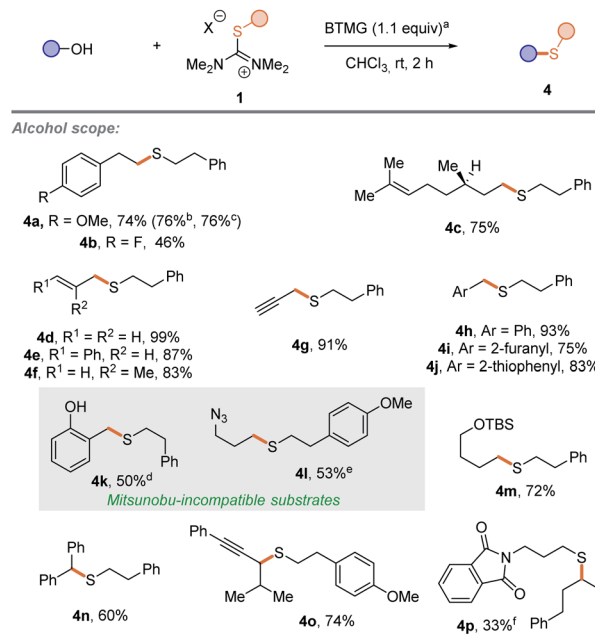 OH
+
X⊖
S
Me₂N
NMe₂
⊕
1
BTMG (1.1 equiv)ᵃ
CHCl₃, rt, 2 h
S
4
Alcohol scope:
R
S
Ph
4a, R = OMe, 74% (76%ᵇ, 76%ᶜ)
4b, R = F, 46%
Me
Me
Me
H
S
Ph
4c, 75%
R¹
R²
S
Ph
4d, R¹ = R² = H, 99%
4e, R¹ = Ph, R² = H, 87%
4f, R¹ = H, R² = Me, 83%
S
Ph
4g, 91%
Ar
S
Ph
4h, Ar = Ph, 93%
4i, Ar = 2-furanyl, 75%
4j, Ar = 2-thiophenyl, 83%
OH
S
Ph
4k, 50%ᵈ
N₃
S
OMe
4l, 53%ᵉ
Mitsunobu-incompatible substrates
OTBS
S
Ph
4m, 72%
Ph
Ph
S
Ph
4n, 60%
Ph
S
Me
Me
OMe
4o, 74%
O
N
O
S
Ph
4p, 33%ᶠ